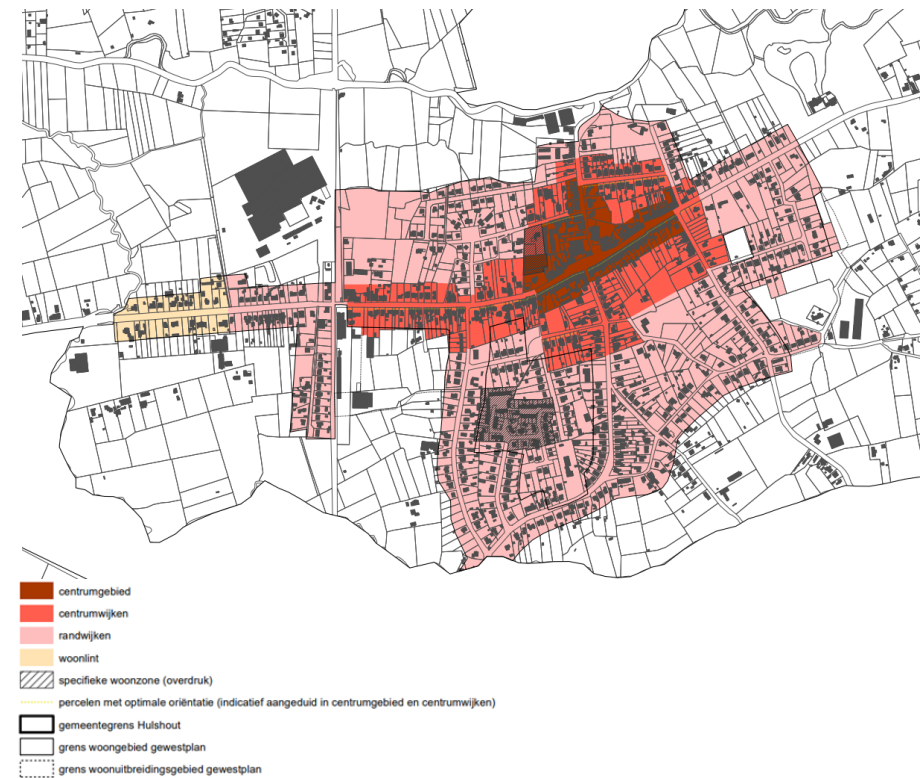 centrumgebied
centrumwijken
randwijken
woonlint
specifieke woonzone (overdruk)
percelen met optimale oriëntatie (indicatief aangeduid in centrumgebied en centrumwijken)
gemeentegrens Hulshout
grens woongebied gewestplan
grens woonuitbreidingsgebied gewestplan